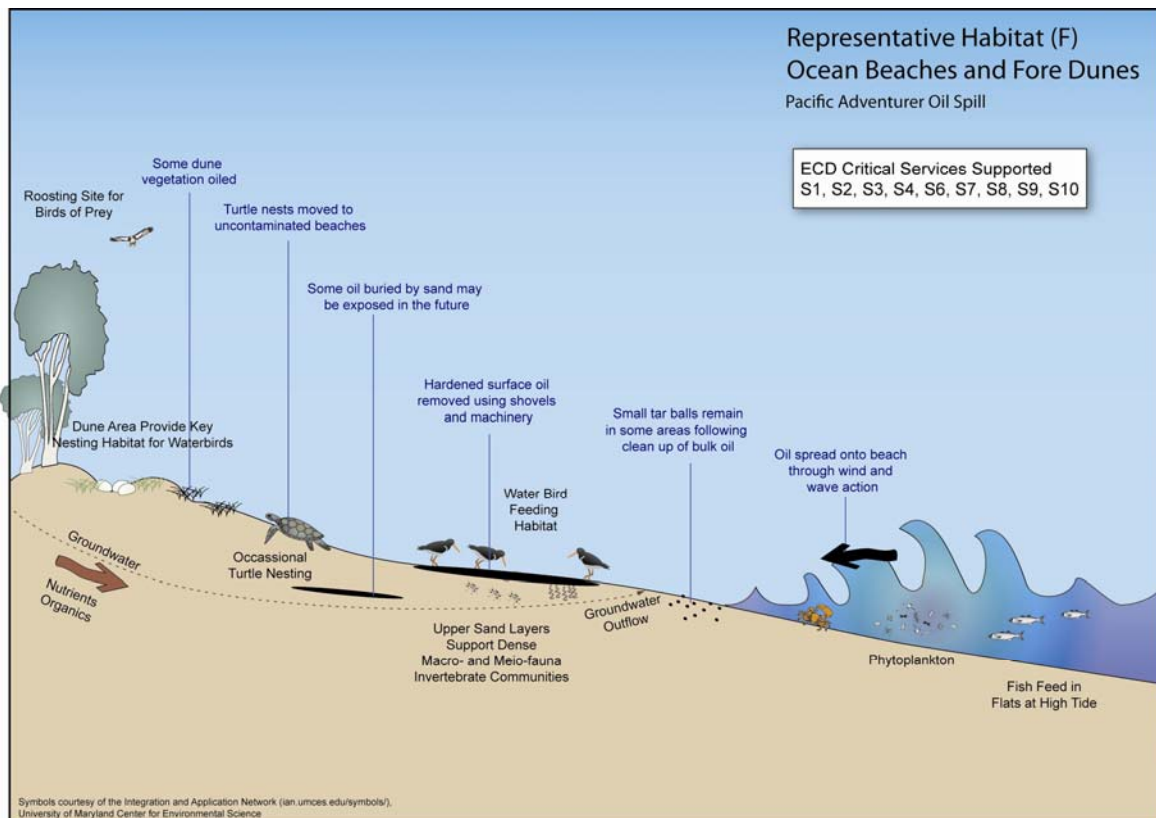 Representative Habitat (F)
Ocean Beaches and Fore Dunes
Pacific Adventurer Oil Spill
ECD Critical Services Supported
S1, S2, S3, S4, S6, S7, S8, S9, S10
Some dune
vegetation oiled
Roosting Site for
Birds of Prey
Turtle nests moved to
uncontaminated beaches
Some oil buried by sand may
be exposed in the future
Hardened surface oil
removed using shovels
and machinery
Small tar balls remain
in some areas following
clean up of bulk oil
Oil spread onto beach
through wind and
wave action
Dune Area Provide Key
Nesting Habitat for Waterbirds
Water Bird
Feeding
Habitat
Groundwater
Nutrients
Organics
Occassional
Turtle Nesting
Groundwater
Outflow
Upper Sand Layers
Support Dense
Macro- and Meio-fauna
Invertebrate Communities
Phytoplankton
Fish Feed in
Flats at High Tide
Symbols courtesy of the Integration and Application Network (ian.umces.edu/symbols/),
University of Maryland Center for Environmental Science